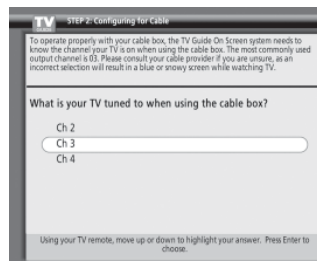 TV
GUIDE
STEP 2: Configuring for Cable
To operate properly with your cable box, the TV Guide On Screen system needs to
know the channel your TV is on when using the cable box. The most commonly used
output channel is 03. Please consult your cable provider if you are unsure, as an
incorrect selection will result in a blue or snowy screen while watching TV.
What is your TV tuned to when using the cable box?
Ch 2
Ch 3
Ch 4
Using your TV remote, move up or down to highlight your answer. Press Enter to
choose.